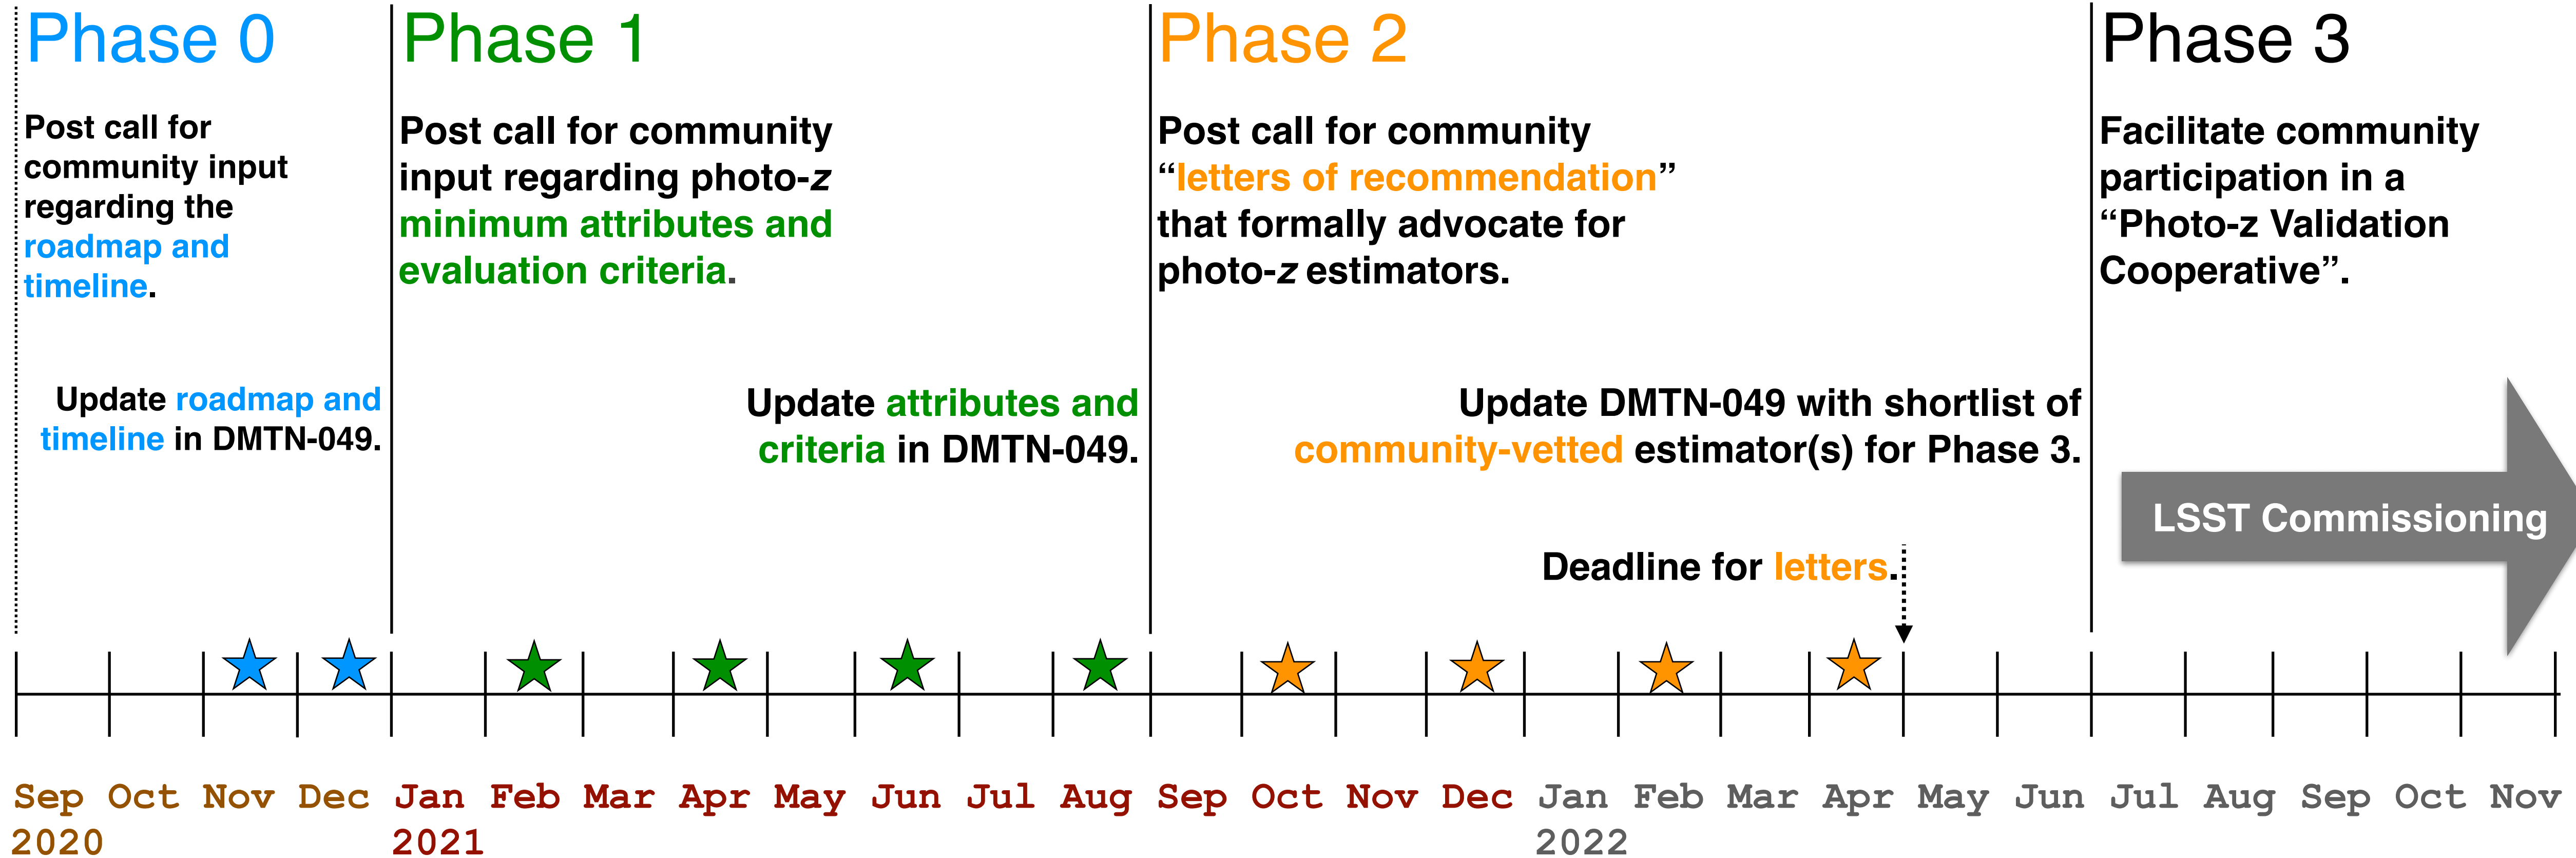 Phase 0
Post call for
community input
regarding the
roadmap and
timeline.
Update roadmap and
timeline in DMTN-049.
Phase 1
Post call for community
input regarding photo-z
minimum attributes and
evaluation criteria.
Update attributes and
criteria in DMTN-049.
Phase 2
Post call for community
“letters of recommendation”
that formally advocate for
photo-z estimators.
Update DMTN-049 with shortlist of
community-vetted estimator(s) for Phase 3.
Deadline for letters.
Phase 3
Facilitate community
participation in a
“Photo-z Validation
Cooperative”.
LSST Commissioning
Sep Oct Nov Dec Jan Feb Mar Apr May Jun Jul Aug Sep Oct Nov Dec Jan Feb Mar Apr May Jun Jul Aug Sep Oct Nov
2020 2021 2022